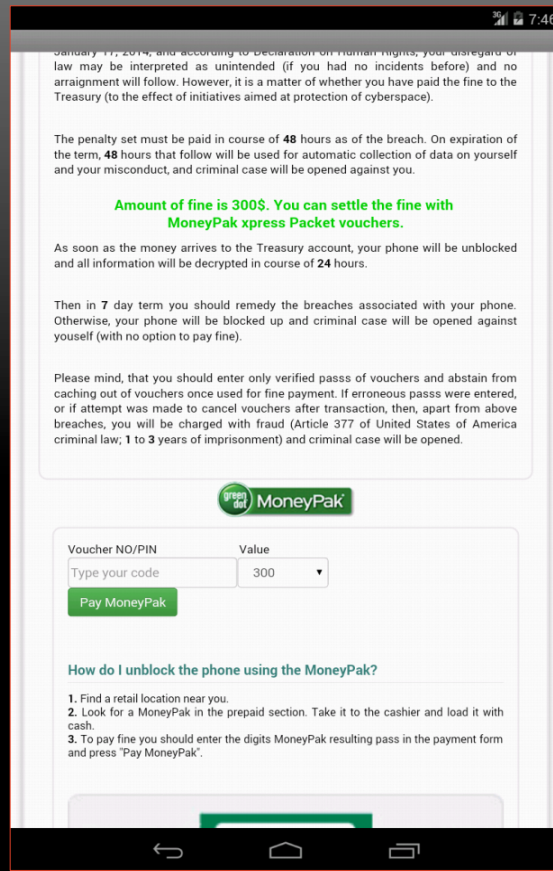 3G 7:46
January 17, 2014, and according to Declaration on Human Rights, your disregard of
law may be interpreted as unintended (if you had no incidents before) and no
arraignment will follow. However, it is a matter of whether you have paid the fine to the
Treasury (to the effect of initiatives aimed at protection of cyberspace).
The penalty set must be paid in course of 48 hours as of the breach. On expiration of
the term, 48 hours that follow will be used for automatic collection of data on yourself
and your misconduct, and criminal case will be opened against you.
Amount of fine is 300$. You can settle the fine with
MoneyPak xpress Packet vouchers.
As soon as the money arrives to the Treasury account, your phone will be unblocked
and all information will be decrypted in course of 24 hours.
Then in 7 day term you should remedy the breaches associated with your phone.
Otherwise, your phone will be blocked up and criminal case will be opened against
youself (with no option to pay fine).
Please mind, that you should enter only verified passs of vouchers and abstain from
caching out of vouchers once used for fine payment. If erroneous passs were entered,
or if attempt was made to cancel vouchers after transaction, then, apart from above
breaches, you will be charged with fraud (Article 377 of United States of America
criminal law; 1 to 3 years of imprisonment) and criminal case will be opened.
green dot MoneyPak
Voucher NO/PIN Value
Type your code 300
Pay MoneyPak
How do I unblock the phone using the MoneyPak?
1. Find a retail location near you.
2. Look for a MoneyPak in the prepaid section. Take it to the cashier and load it with
cash.
3. To pay fine you should enter the digits MoneyPak resulting pass in the payment form
and press "Pay MoneyPak".